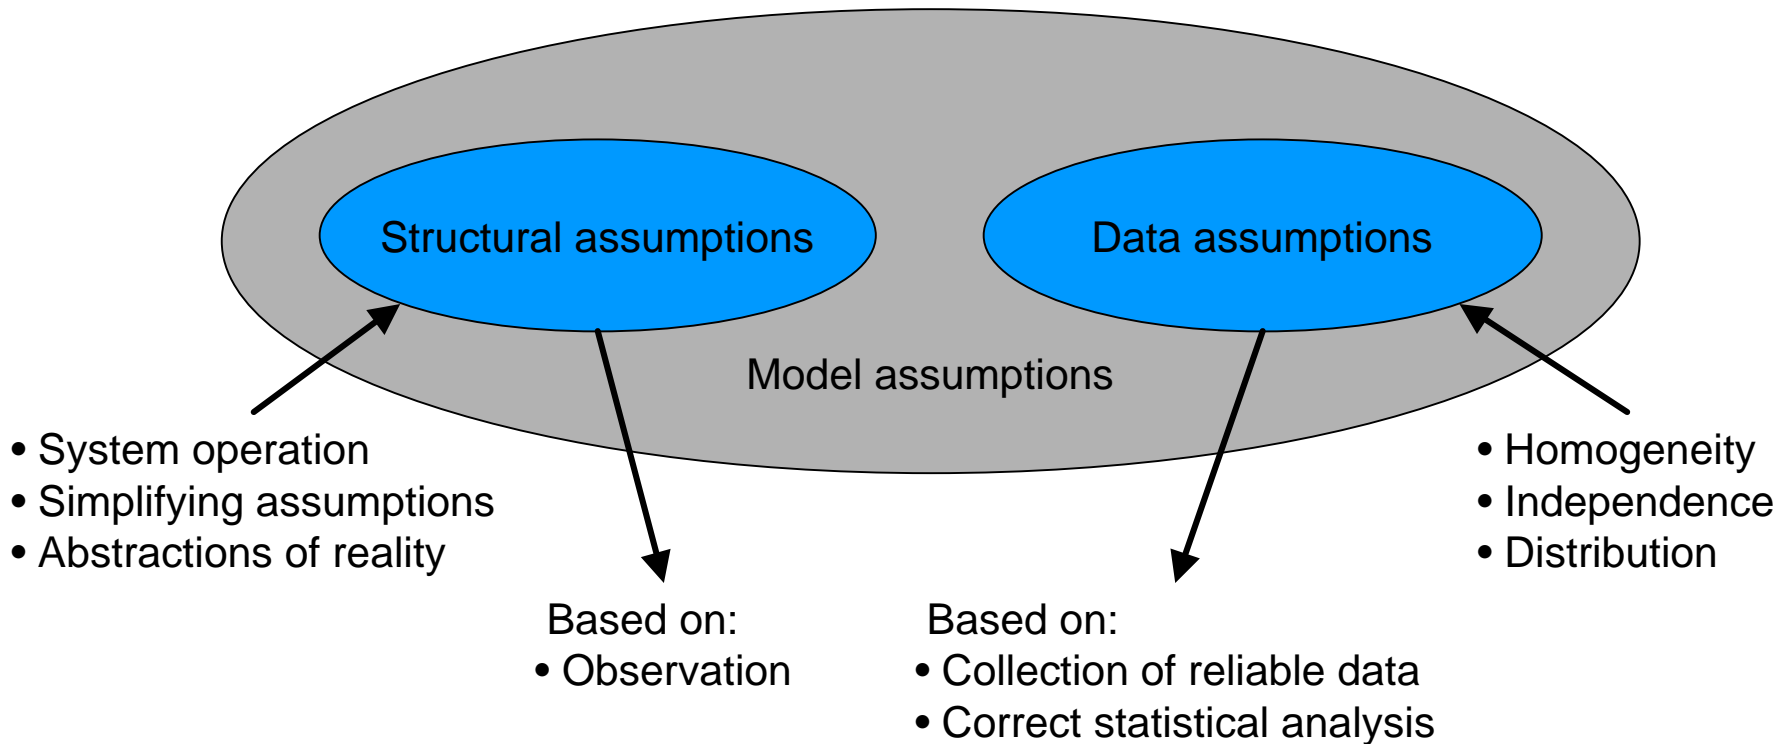 Structural assumptions
Data assumptions
Model assumptions
• System operation
• Simplifying assumptions
• Abstractions of reality
• Homogeneity
• Independence
• Distribution
Based on:
• Observation
Based on:
• Collection of reliable data
• Correct statistical analysis